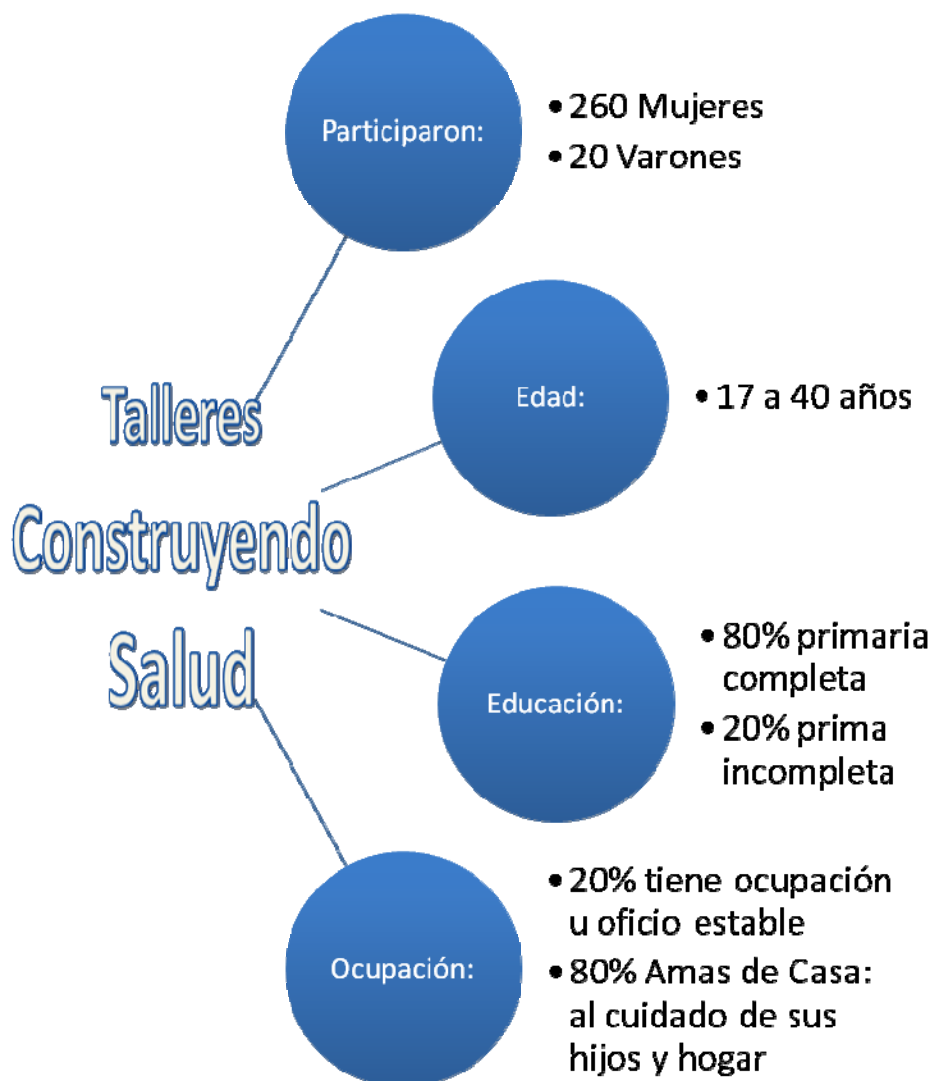 Talleres
Construyendo
Salud
Participaron:
• 260 Mujeres
• 20 Varones
Edad:
• 17 a 40 años
Educación:
• 80% primaria
completa
• 20% prima
incompleta
Ocupación:
• 20% tiene ocupación
u oficio estable
• 80% Amas de Casa:
al cuidado de sus
hijos y hogar